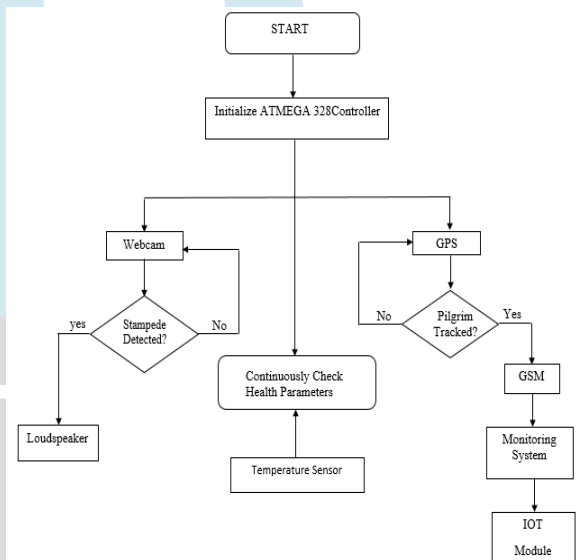 START
Initialize ATMEGA 328Controller
Webcam
GPS
yes
Stampede
Detected?
No
No
Pilgrim
Tracked?
Yes
Continuously Check
Health Parameters
GSM
Loudspeaker
Monitoring
System
Temperature Sensor
IOT
Module